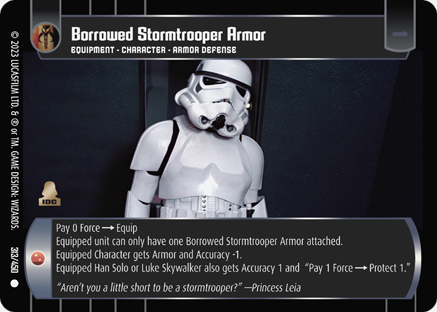 Borrowed Stormtrooper Armor
EQUIPMENT - CHARACTER - ARMOR DEFENSE
© 2023 LUCASFILM LTD. & ® OR TM. GAME DESIGN: WIZARDS.
IDC
313/450
Pay 0 Force → Equip
Equipped unit can only have one Borrowed Stormtrooper Armor attached.
Equipped Character gets Armor and Accuracy -1.
Equipped Han Solo or Luke Skywalker also gets Accuracy 1 and "Pay 1 Force → Protect 1."
"Aren't you a little short to be a stormtrooper?" —Princess Leia